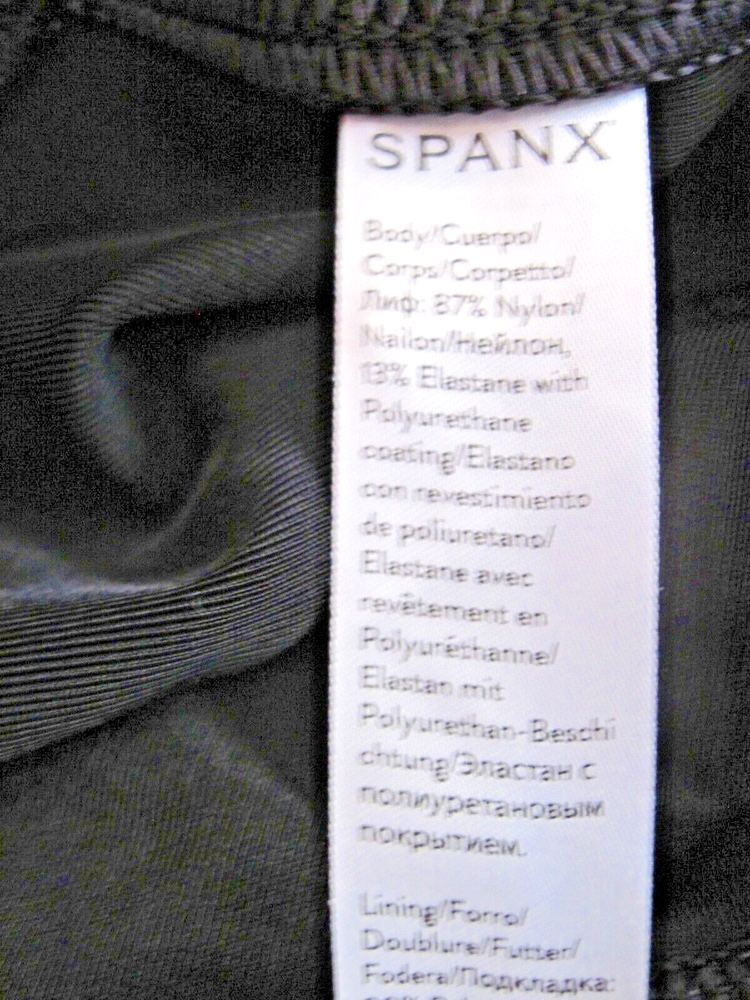 SPANX
Body/Cuerpo/
Corps/Corpetto/
Лиф: 87% Nylon/
Nailon/Нейлон,
13% Elastane with
Polyurethane
coating/Elastano
con revestimiento
de poliuretano/
Elastane avec
revêtement en
Polyuréthanne/
Elastan mit
Polyurethan-Beschi
chtung/Эластан с
полиуретановым
покрытием.
Lining/Forro/
Doublure/Futter/
Fodera/Подкладка: